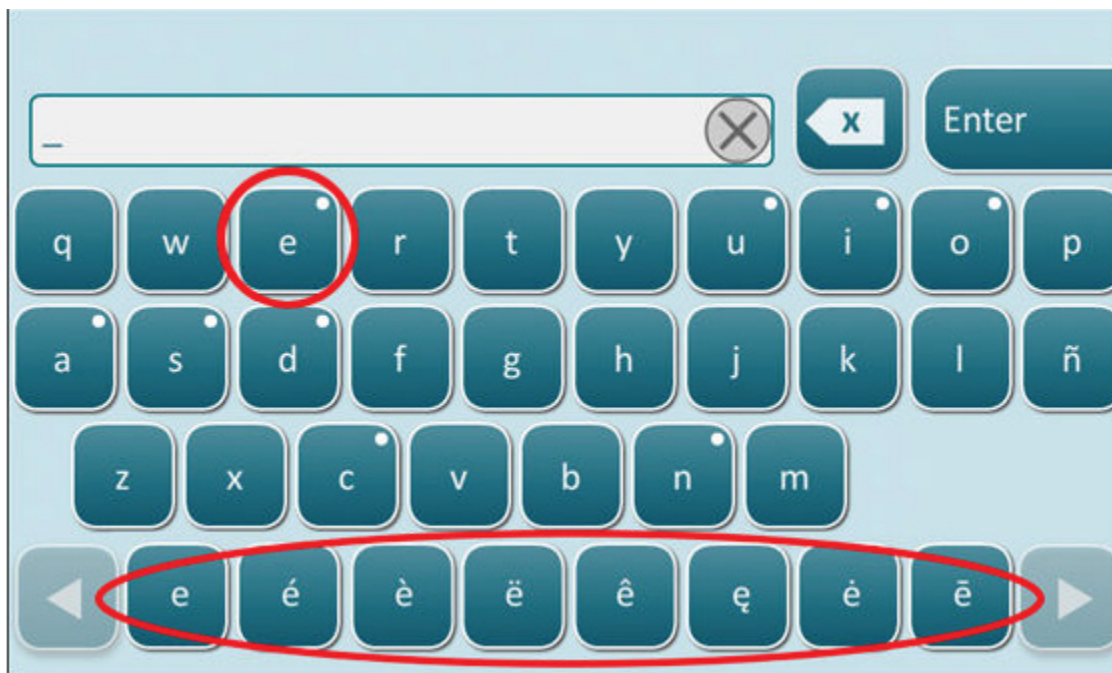 _
x Enter
q w e r t y u i o p
a s d f g h j k l ñ
z x c v b n m
e é è ë ê ę ė ē